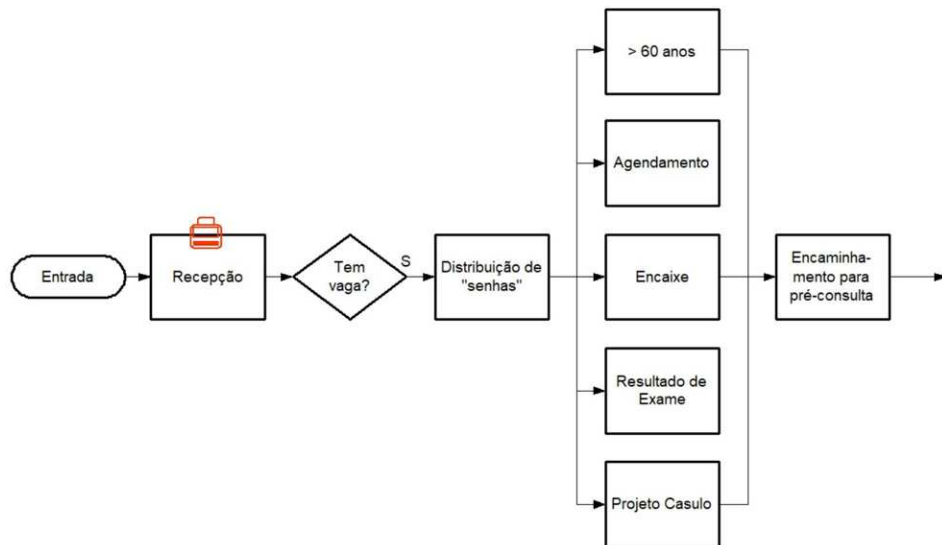 > 60 anos
Agendamento
Entrada
Recepção
Tem
vaga?
S
Distribuição de
"senhas"
Encaixe
Encaminha-
mento para
pré-consulta
Resultado de
Exame
Projeto Casulo